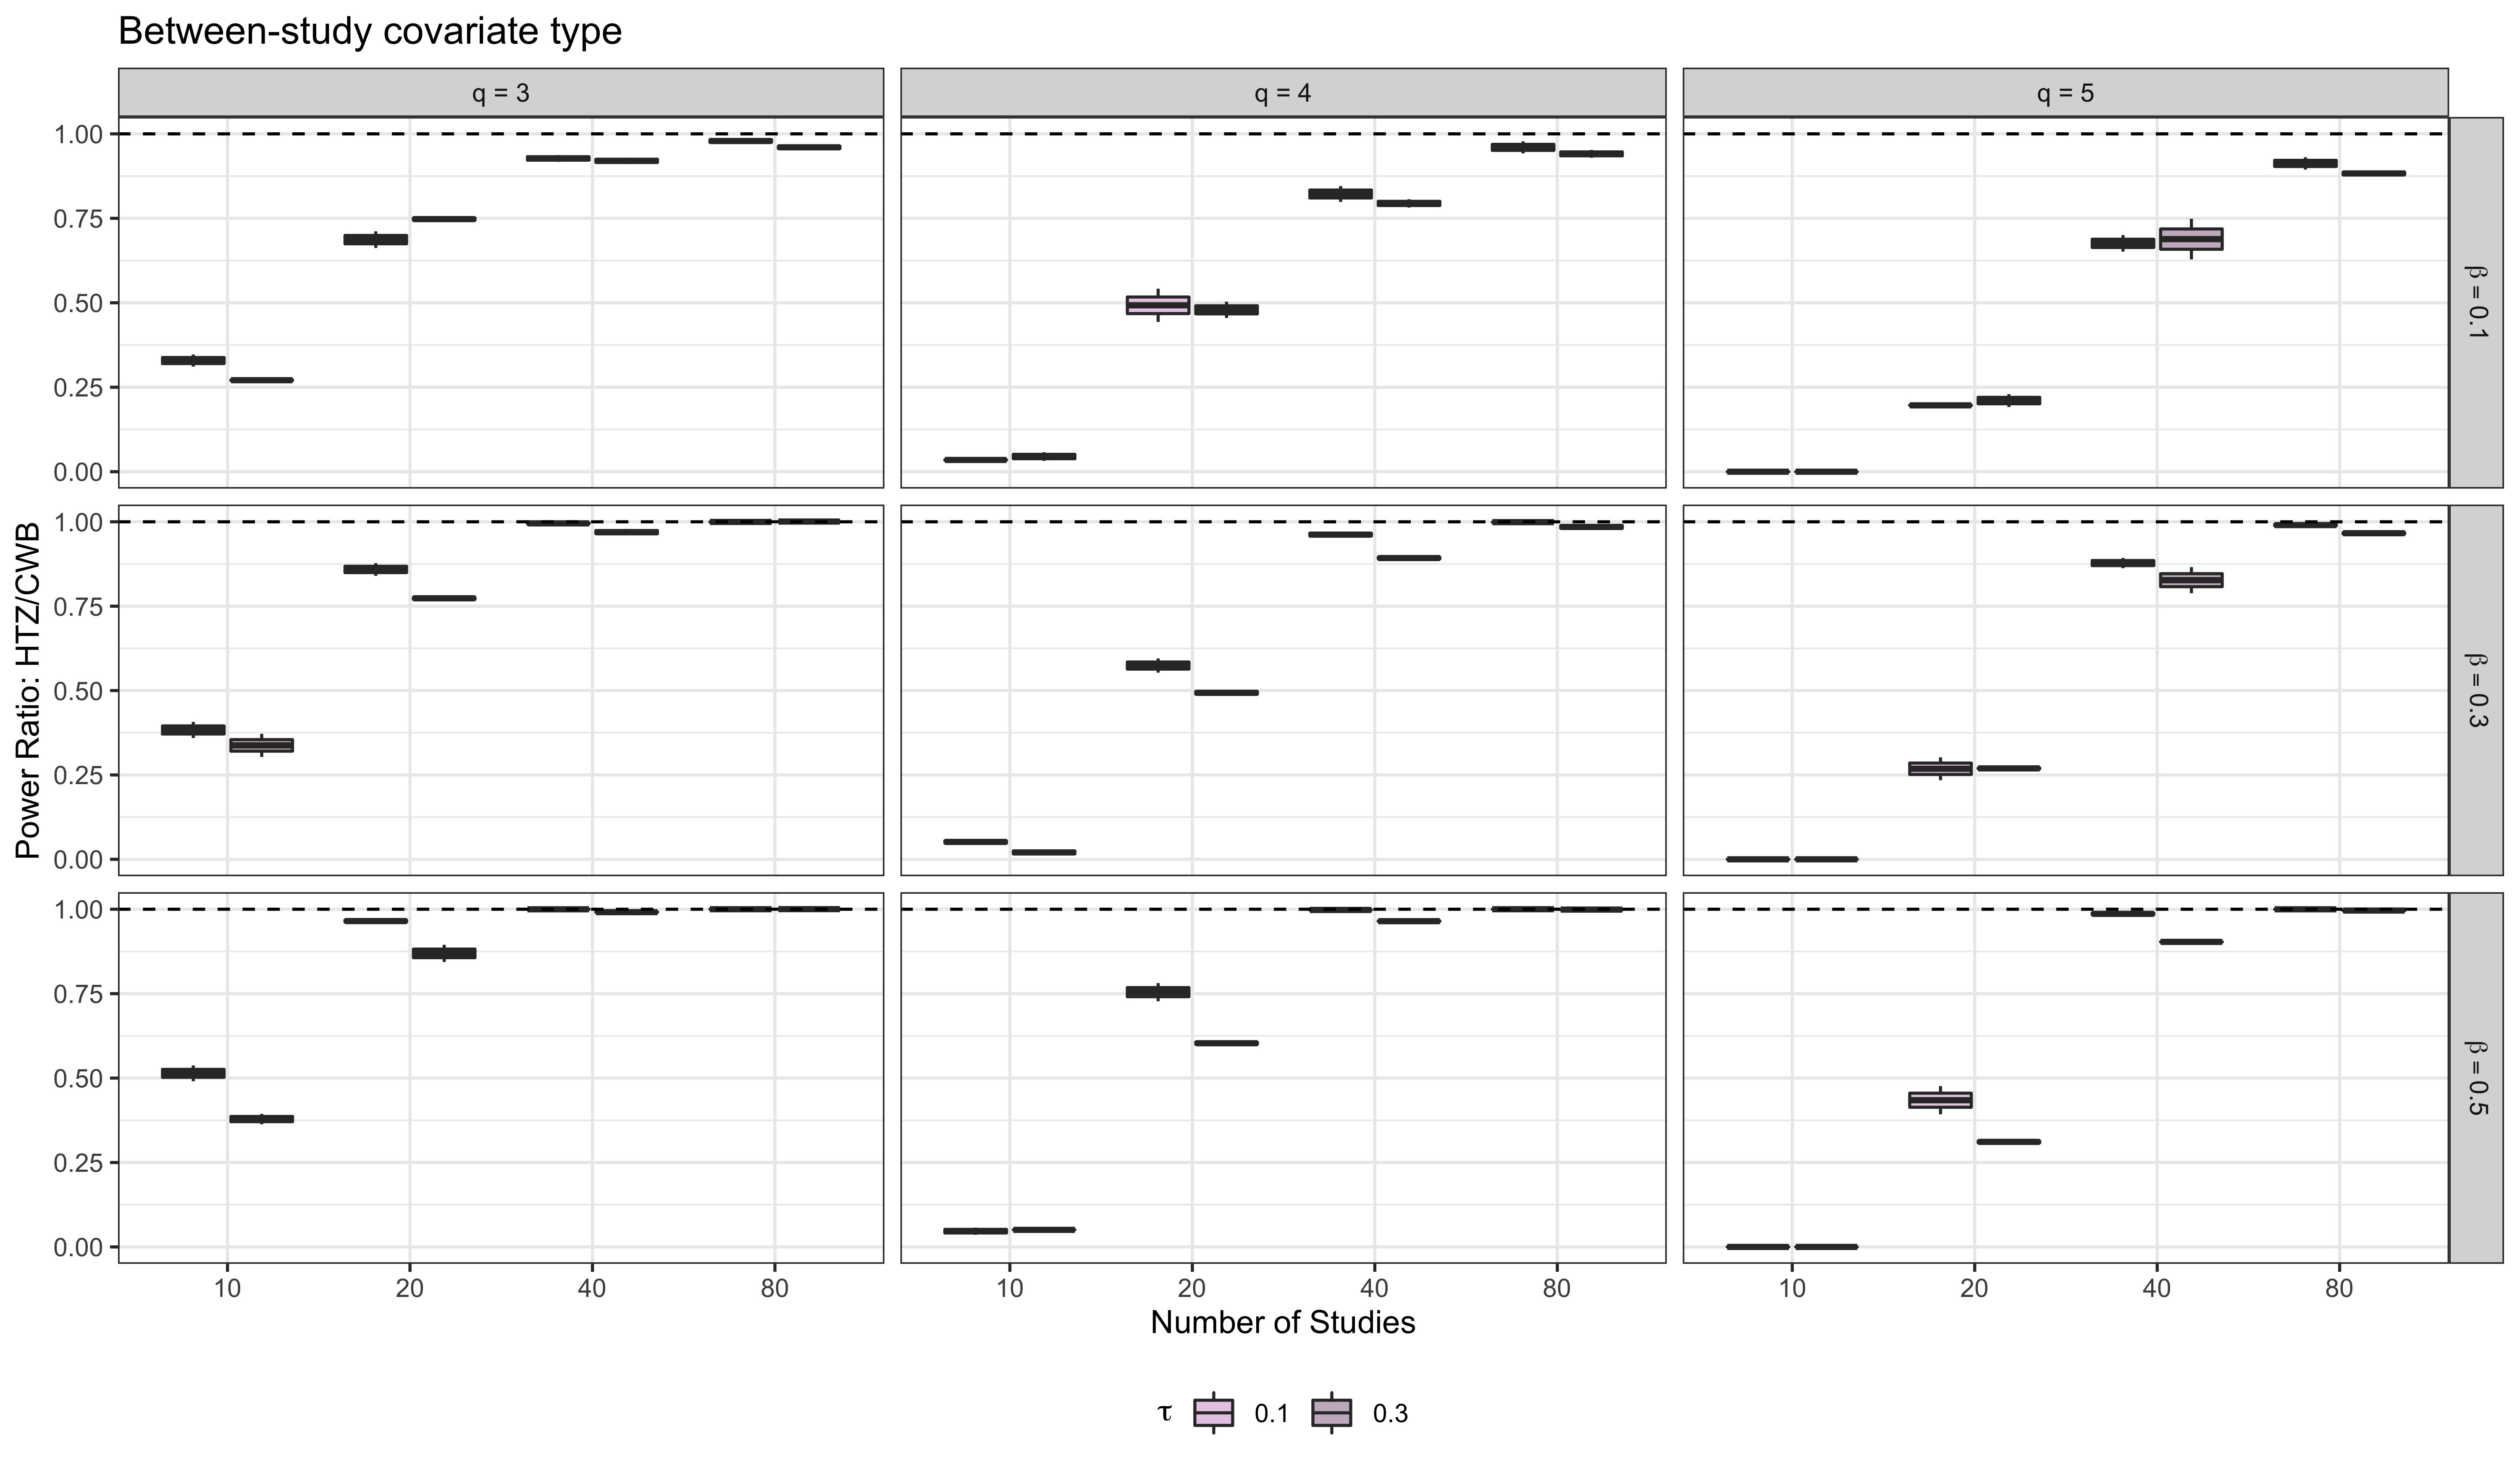 Between-study covariate type
q = 3 q = 4 q = 5
1.00
0.75
0.50
0.25
0.00
β = 0.1
1.00
0.75
0.50
0.25
0.00
β = 0.3
1.00
0.75
0.50
0.25
0.00
β = 0.5
Power Ratio: HTZ/CWB
10 20 40 80 10 20 40 80 10 20 40 80
Number of Studies
τ 0.1 0.3